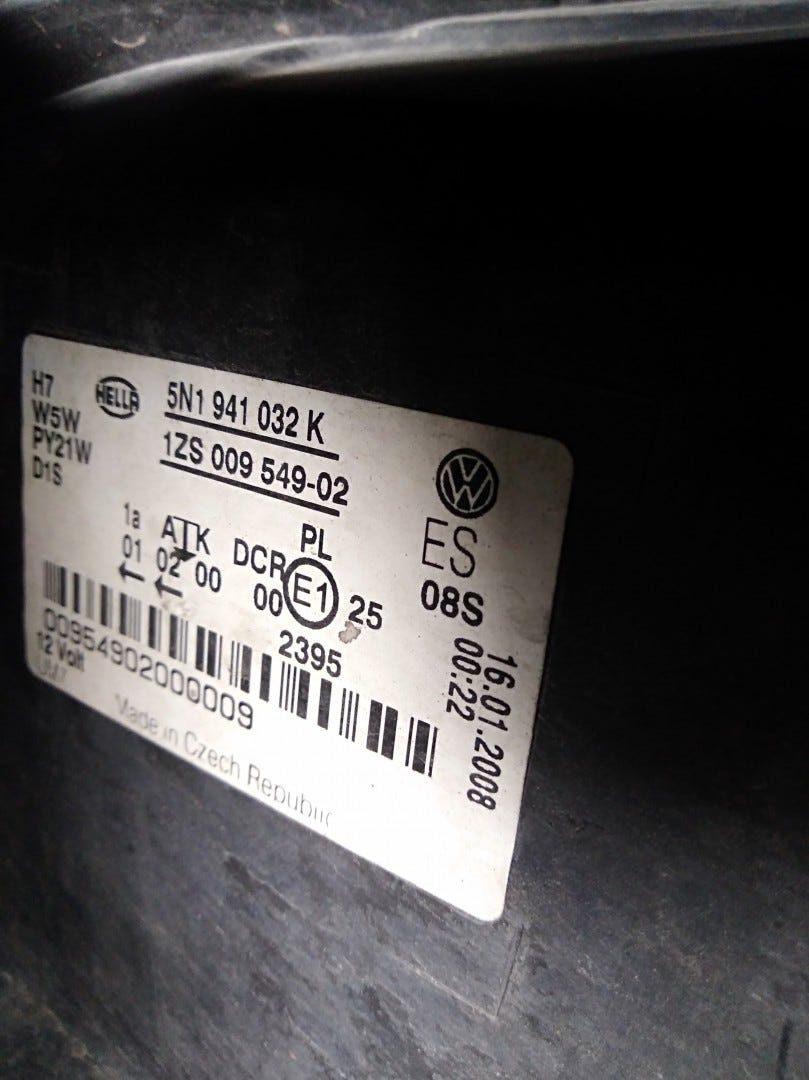 H7
W5W
PY21W
D1S
HELLA
5N1 941 032 K
1ZS 009 549-02
1a ATK PL
01 02 00 DCR E1 25
00
2395
ES
08S
16.01.2008
00:22
00954902000009
12 Volt
Made in Czech Republic